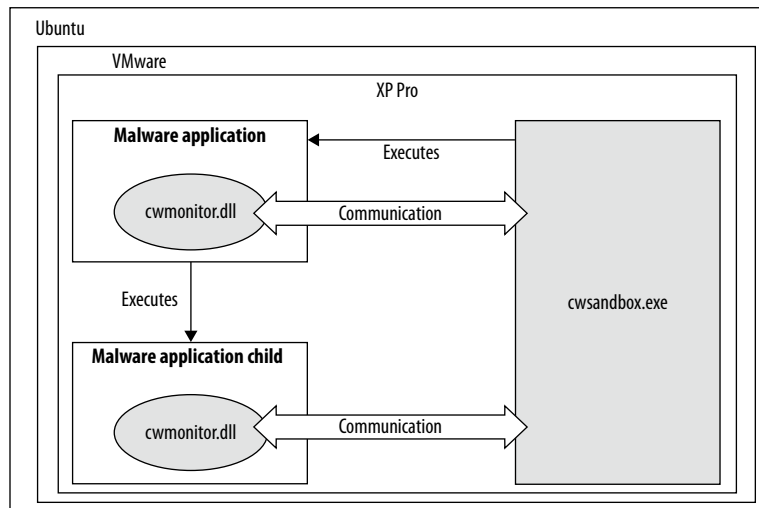 Ubuntu
VMware
XP Pro
Malware application
Executes
cwmonitor.dll
Communication
Executes
cwsandbox.exe
Malware application child
cwmonitor.dll
Communication